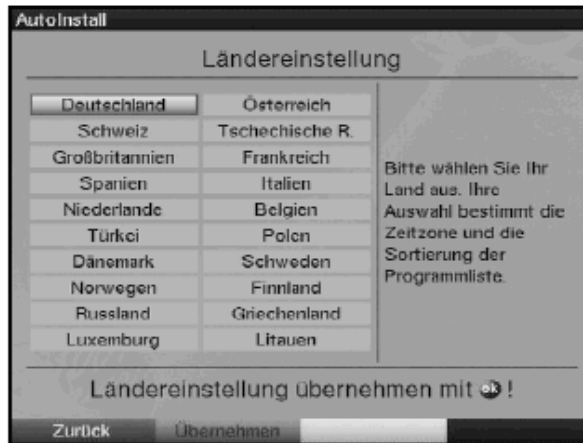 AutoInstall
Ländereinstellung
Deutschland Österreich
Schweiz Tschechische R.
Großbritannien Frankreich
Spanien Italien
Niederlande Belgien
Türkei Polen
Dänemark Schweden
Norwegen Finnland
Russland Griechenland
Luxemburg Litauen
Bitte wählen Sie Ihr
Land aus. Ihre
Auswahl bestimmt die
Zeitzone und die
Sortierung der
Programmliste.
Ländereinstellung übernehmen mit ok !
Zurück Übernehmen